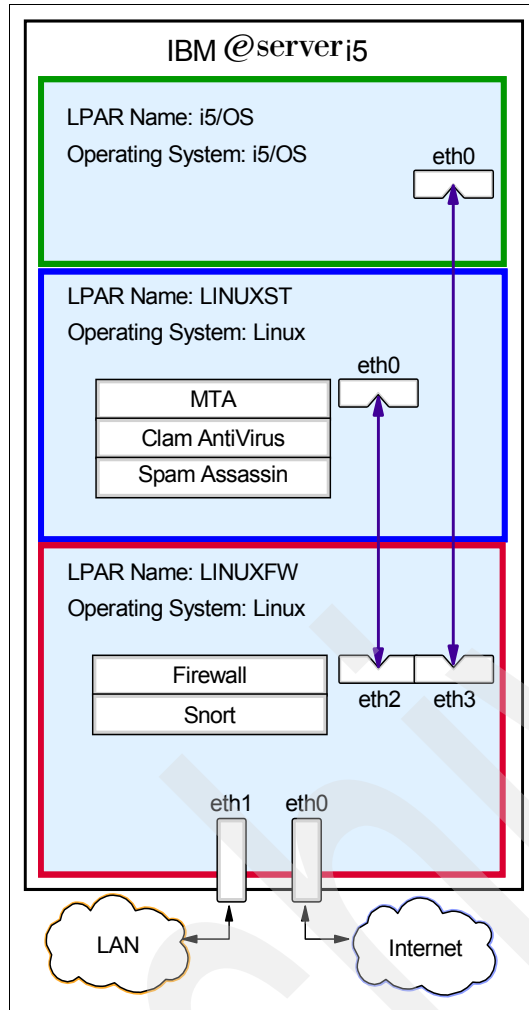 IBM @server i5
LPAR Name: i5/OS
Operating System: i5/OS
eth0
LPAR Name: LINUXST
Operating System: Linux
eth0
MTA
Clam AntiVirus
Spam Assassin
LPAR Name: LINUXFW
Operating System: Linux
Firewall
Snort
eth2
eth3
eth1
eth0
LAN
Internet